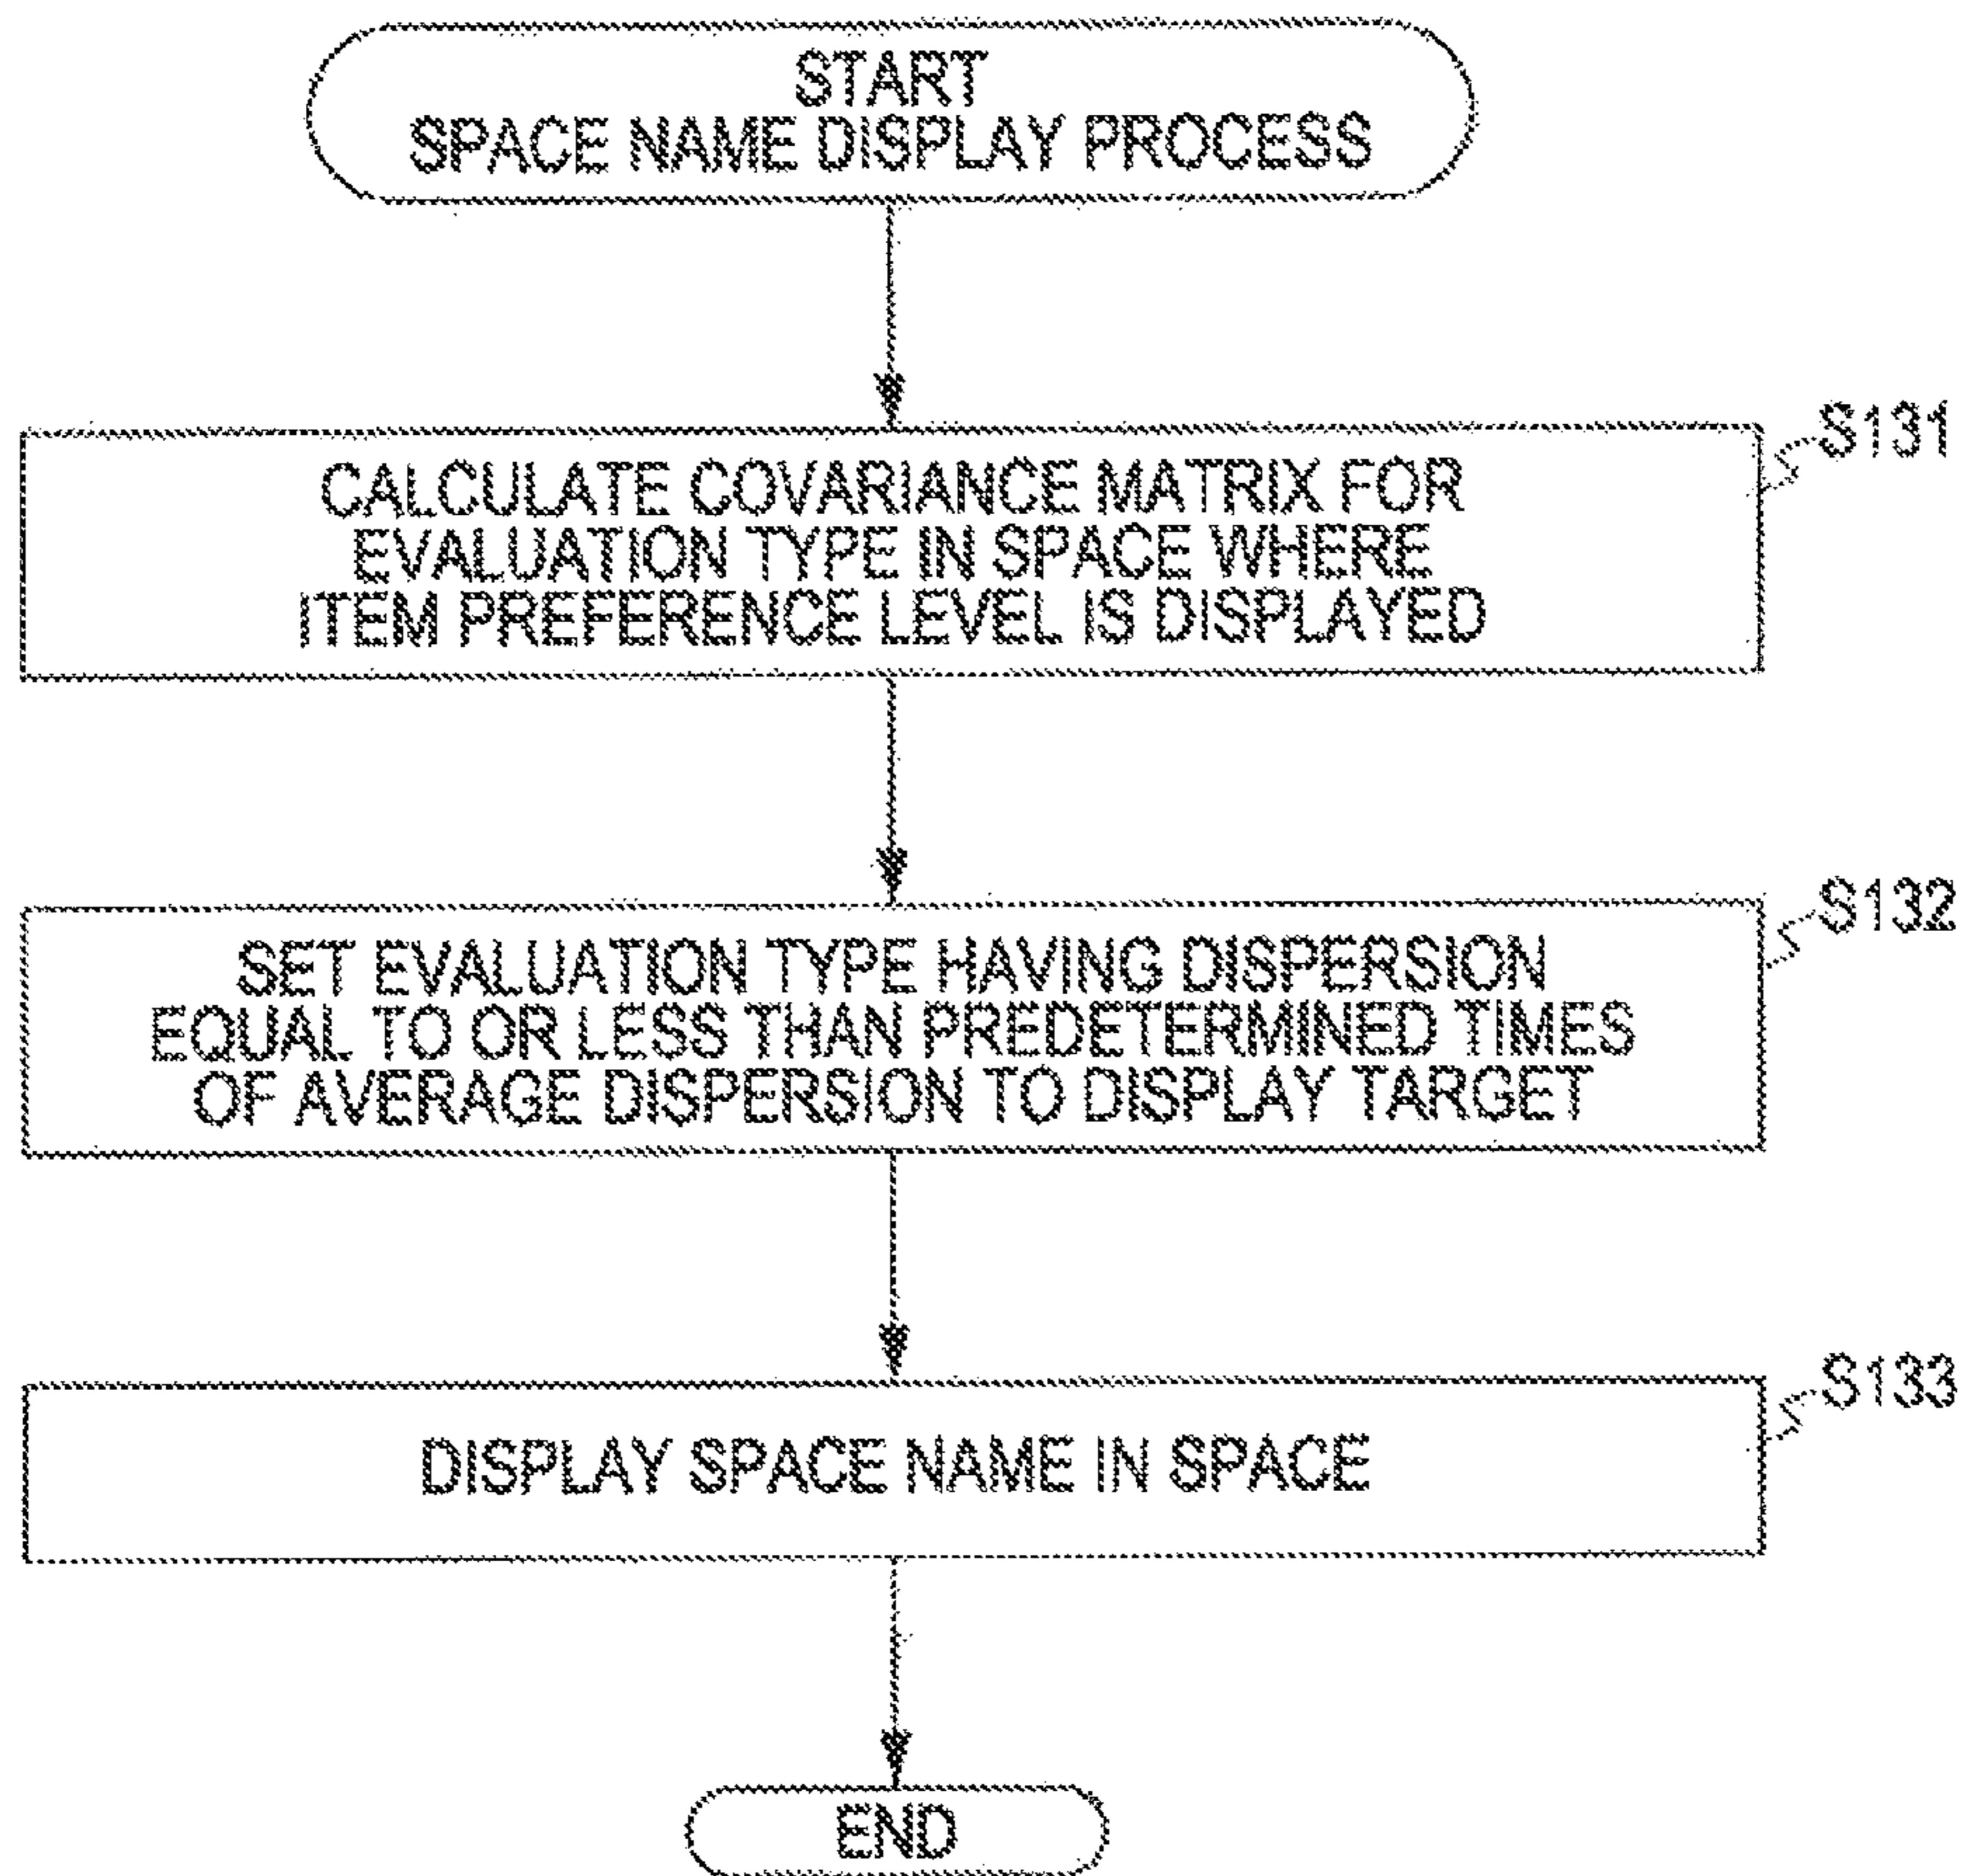 START
SPACE NAME DISPLAY PROCESS
S131
CALCULATE COVARIANCE MATRIX FOR
EVALUATION TYPE IN SPACE WHERE
ITEM PREFERENCE LEVEL IS DISPLAYED
S132
SET EVALUATION TYPE HAVING DISPERSION
EQUAL TO OR LESS THAN PREDETERMINED TIMES
OF AVERAGE DISPERSION TO DISPLAY TARGET
S133
DISPLAY SPACE NAME IN SPACE
END